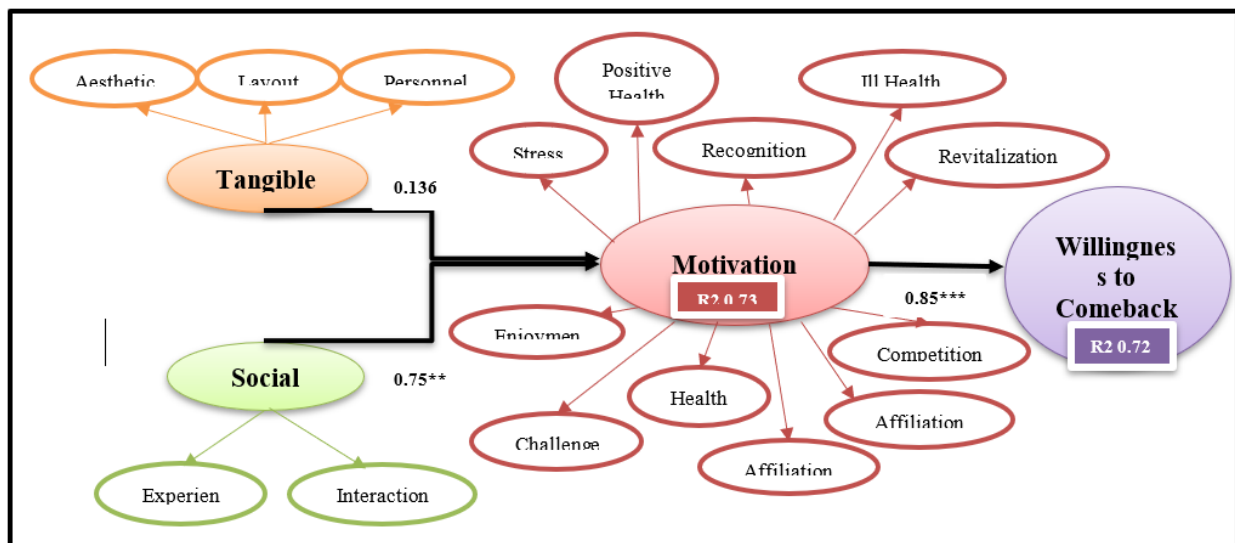 Aesthetic
Layout
Personnel
Positive
Health
Ill Health
Stress
Recognition
Revitalization
Tangible
0.136
Motivation
R2 0.73
Willingnes
s to
Comeback
R2 0.72
0.85***
Enjoymen
Competition
Social
0.75**
Health
Affiliation
Challenge
Affiliation
Experien
Interaction